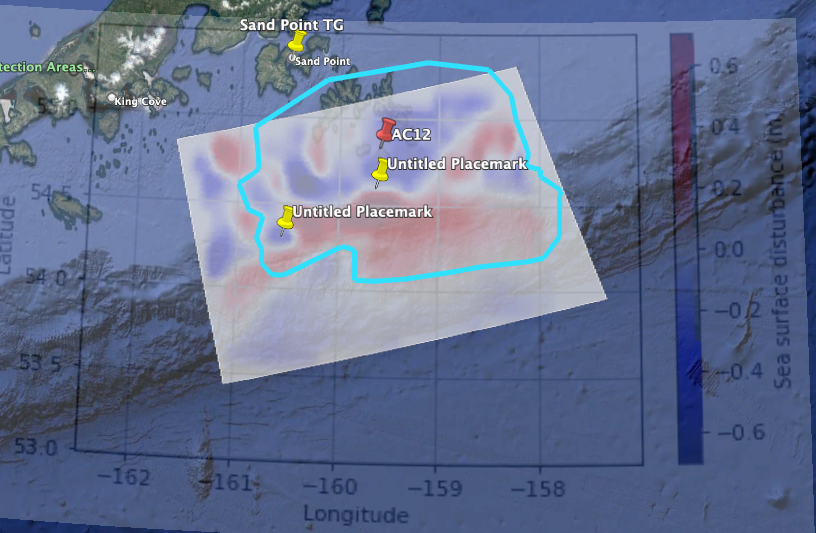 Sand Point TG
Sand Point
tection Areas...
King Cove
AC12
Untitled Placemark
Untitled Placemark
54.5
54.0
53.5
53.0
Latitude
−162
−161
−160
−159
−158
Longitude
0.6
0.4
0.2
0.0
−0.2
−0.4
−0.6
Sea surface disturbance (m)